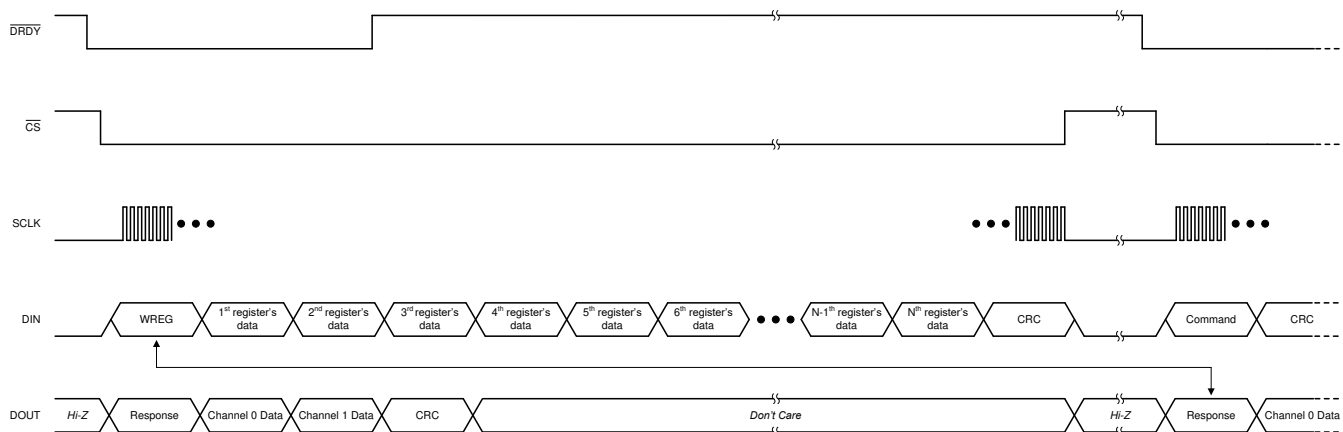 DRDY
CS
SCLK
DIN
WREG
1st register's
data
2nd register's
data
3rd register's
data
4th register's
data
5th register's
data
6th register's
data
N-1th register's
data
Nth register's
data
CRC
Command
CRC
DOUT
Hi-Z
Response
Channel 0 Data
Channel 1 Data
CRC
Don't Care
Hi-Z
Response
Channel 0 Data